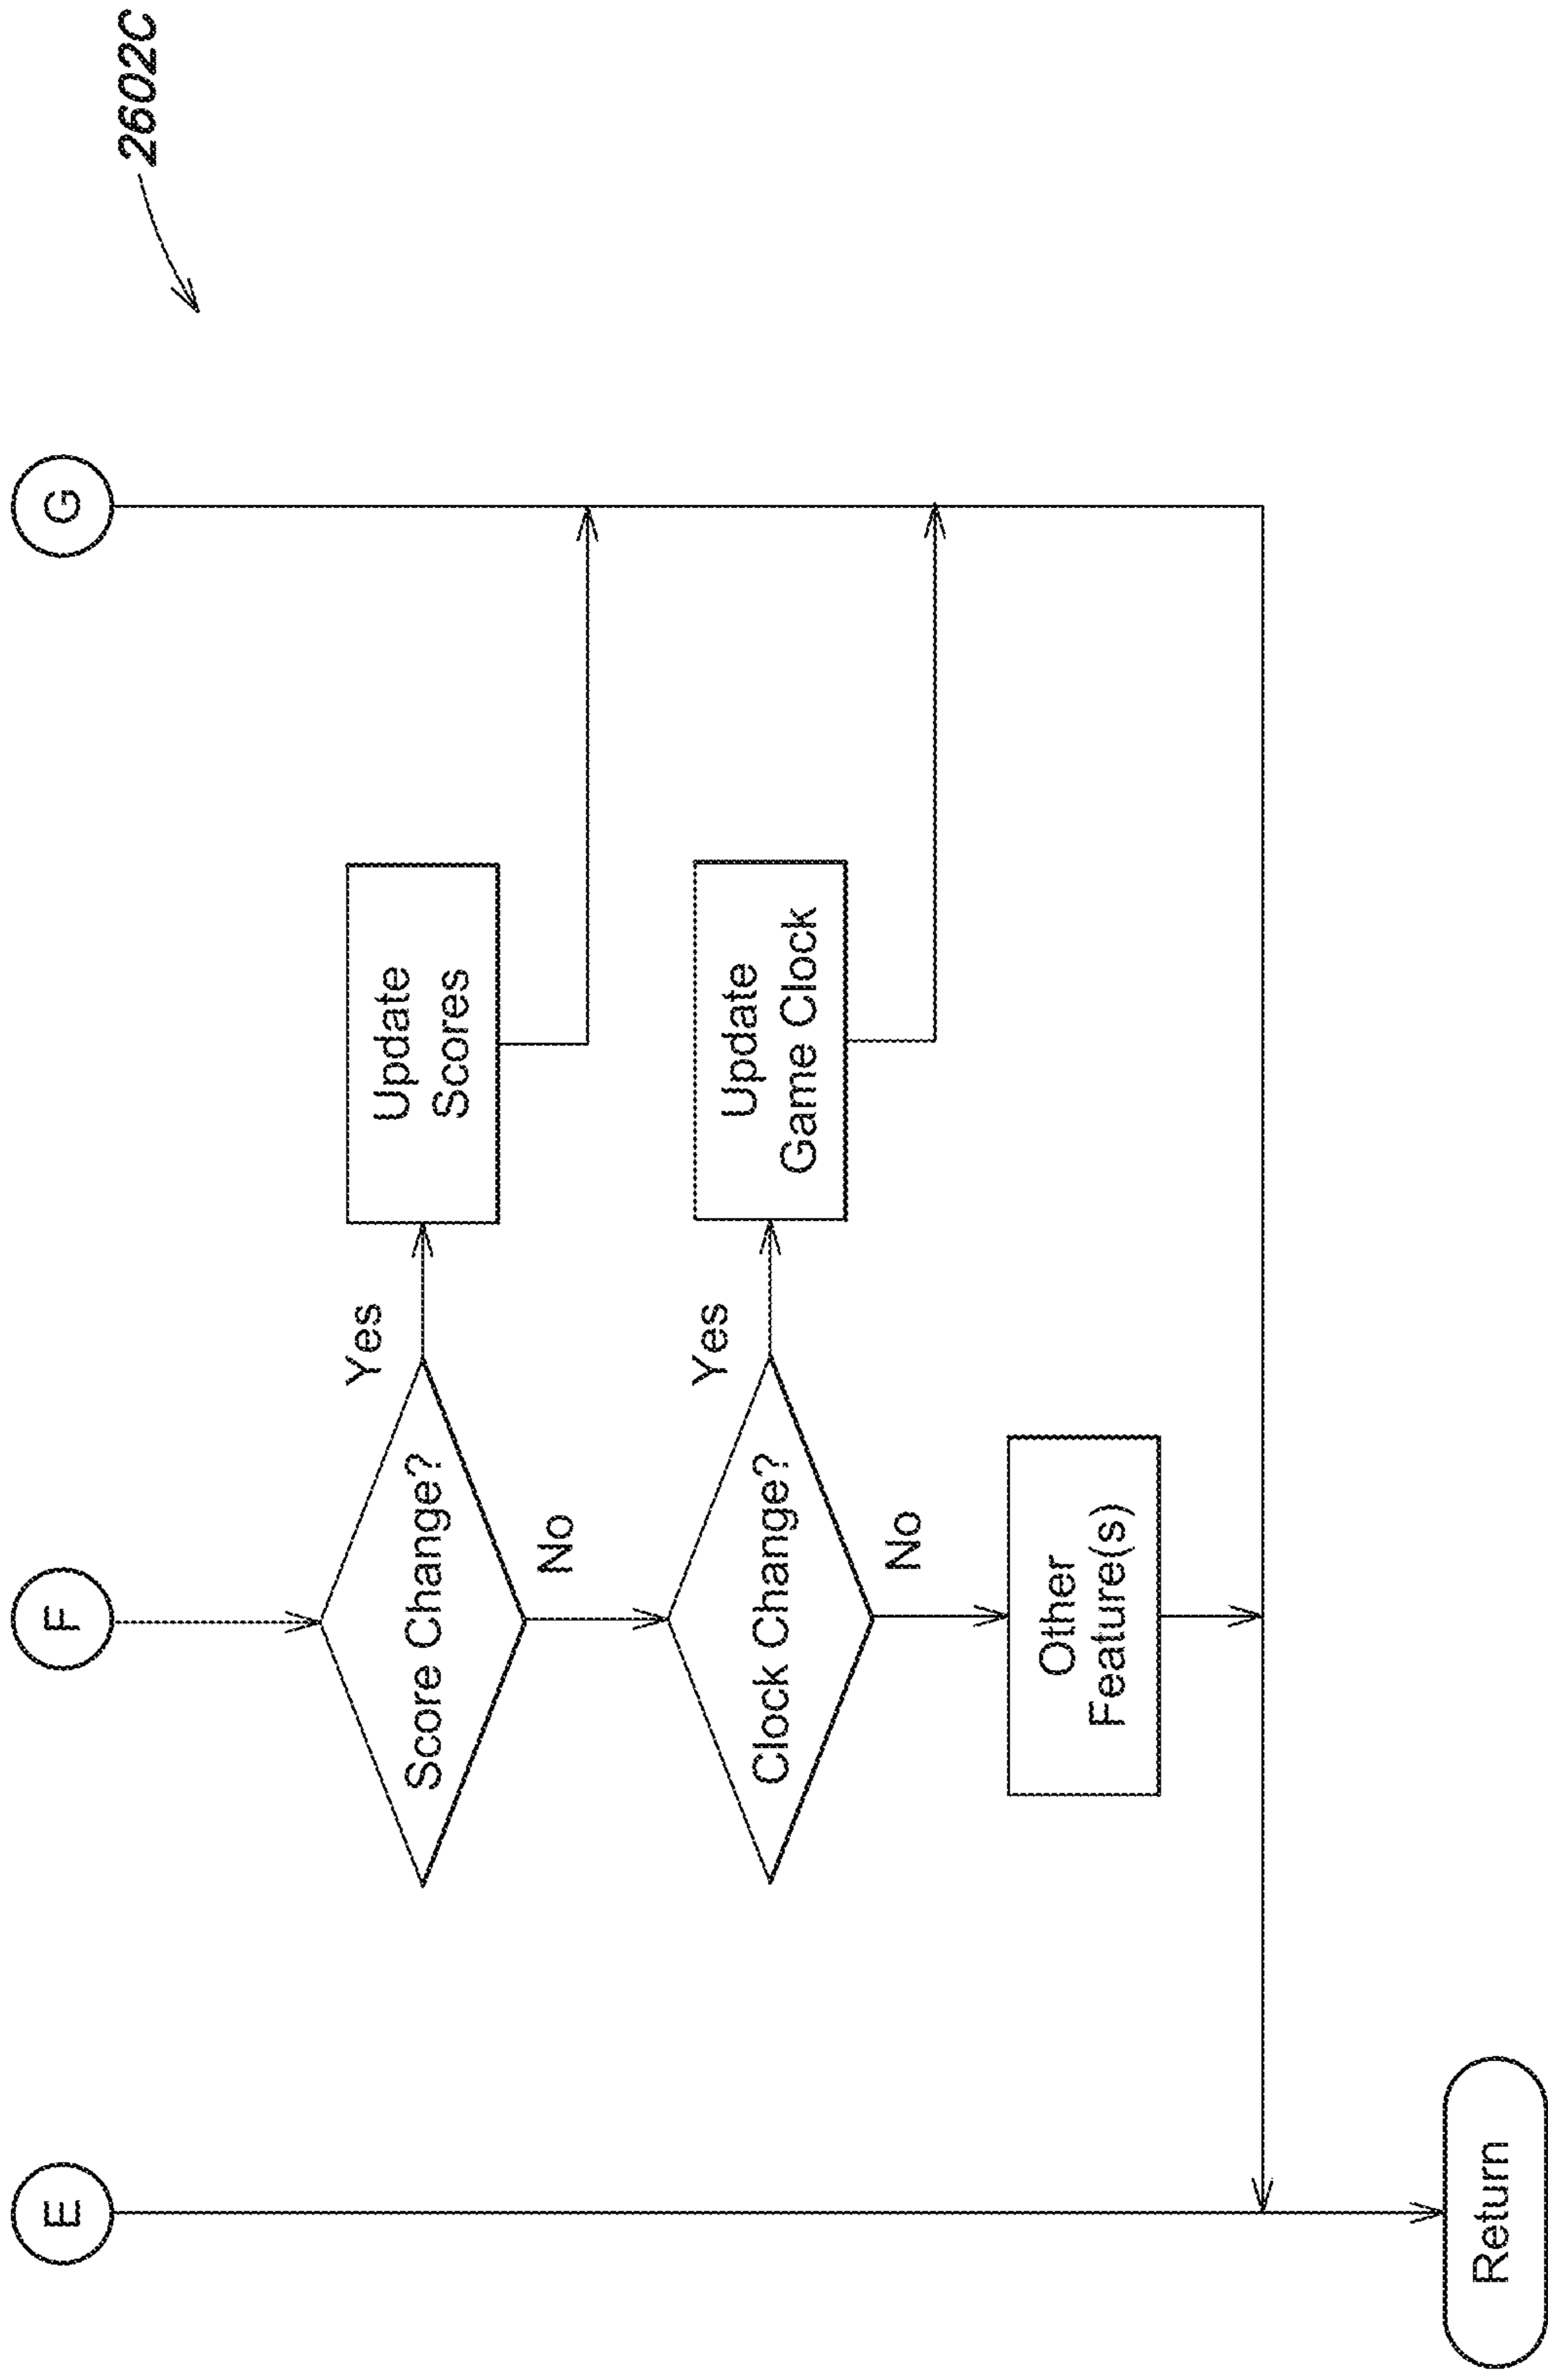 2602C
E
F
G
Score Change?
Yes
Update
Scores
No
Clock Change?
Yes
Update
Game Clock
No
Other
Feature(s)
Return